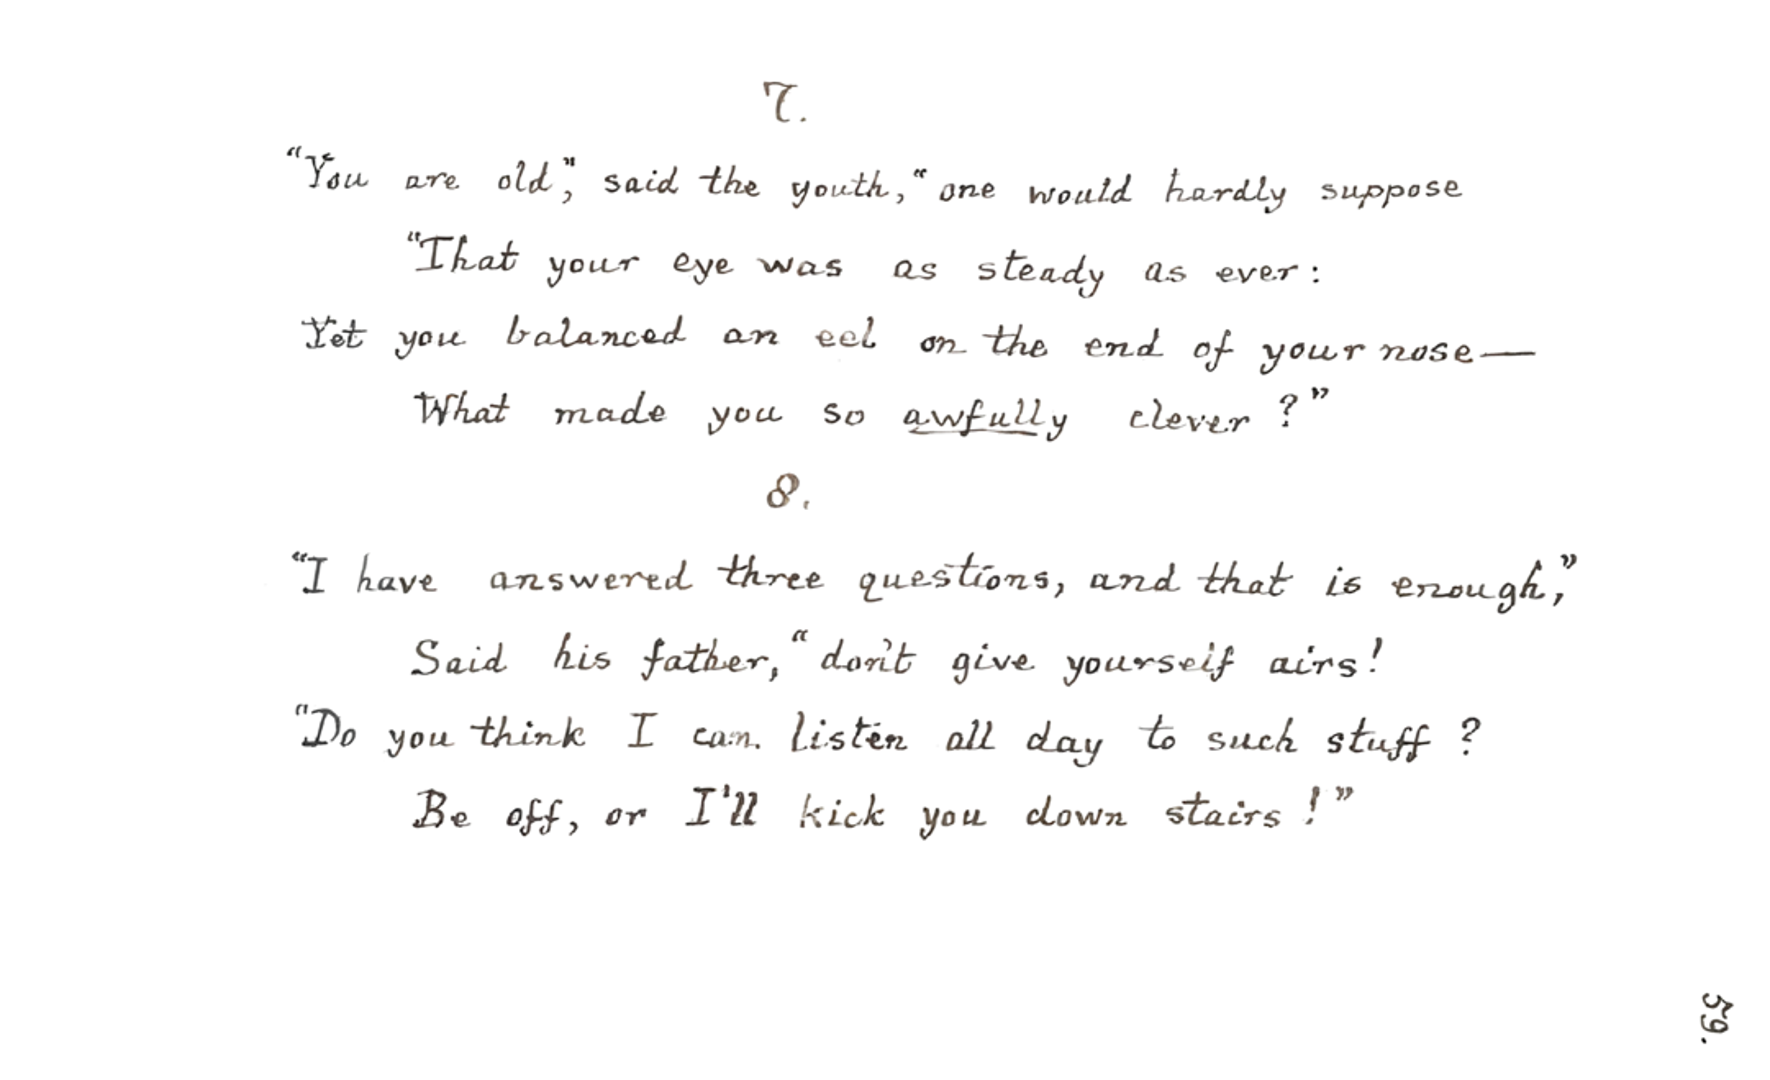 7.
“You are old,” said the youth, “one would hardly suppose
“That your eye was as steady as ever:
Yet you balanced an eel on the end of your nose—
What made you so awfully clever?”
8.
“I have answered three questions, and that is enough,”
Said his father, “don't give yourself airs!
“Do you think I can listen all day to such stuff?
Be off, or I'll kick you down stairs!”
59.